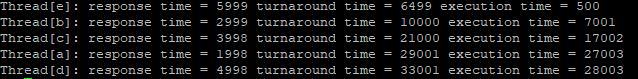 Thread[e]: response time = 5999 turnaround time = 6499 execution time = 500
Thread[b]: response time = 2999 turnaround time = 10000 execution time = 7001
Thread[c]: response time = 3998 turnaround time = 21000 execution time = 17002
Thread[a]: response time = 1998 turnaround time = 29001 execution time = 27003
Thread[d]: response time = 4998 turnaround time = 33001 execution time = 28003